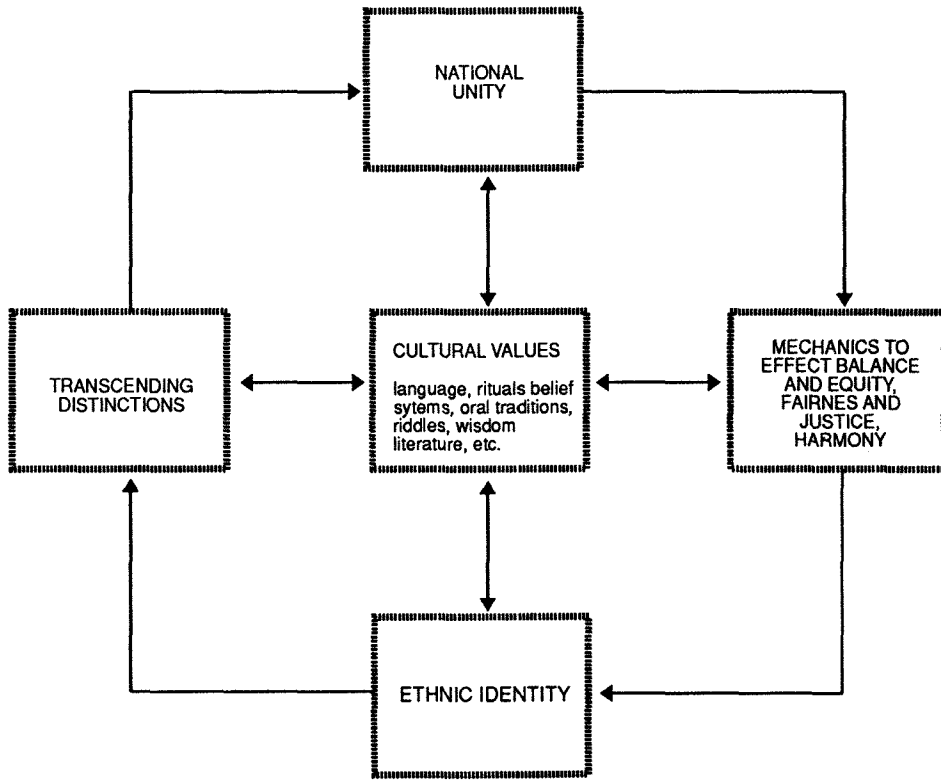 NATIONAL
UNITY
TRANSCENDING
DISTINCTIONS
CULTURAL VALUES
language, rituals belief
sytems, oral traditions,
riddles, wisdom
literature, etc.
MECHANICS TO
EFFECT BALANCE
AND EQUITY,
FAIRNES AND
JUSTICE,
HARMONY
ETHNIC IDENTITY